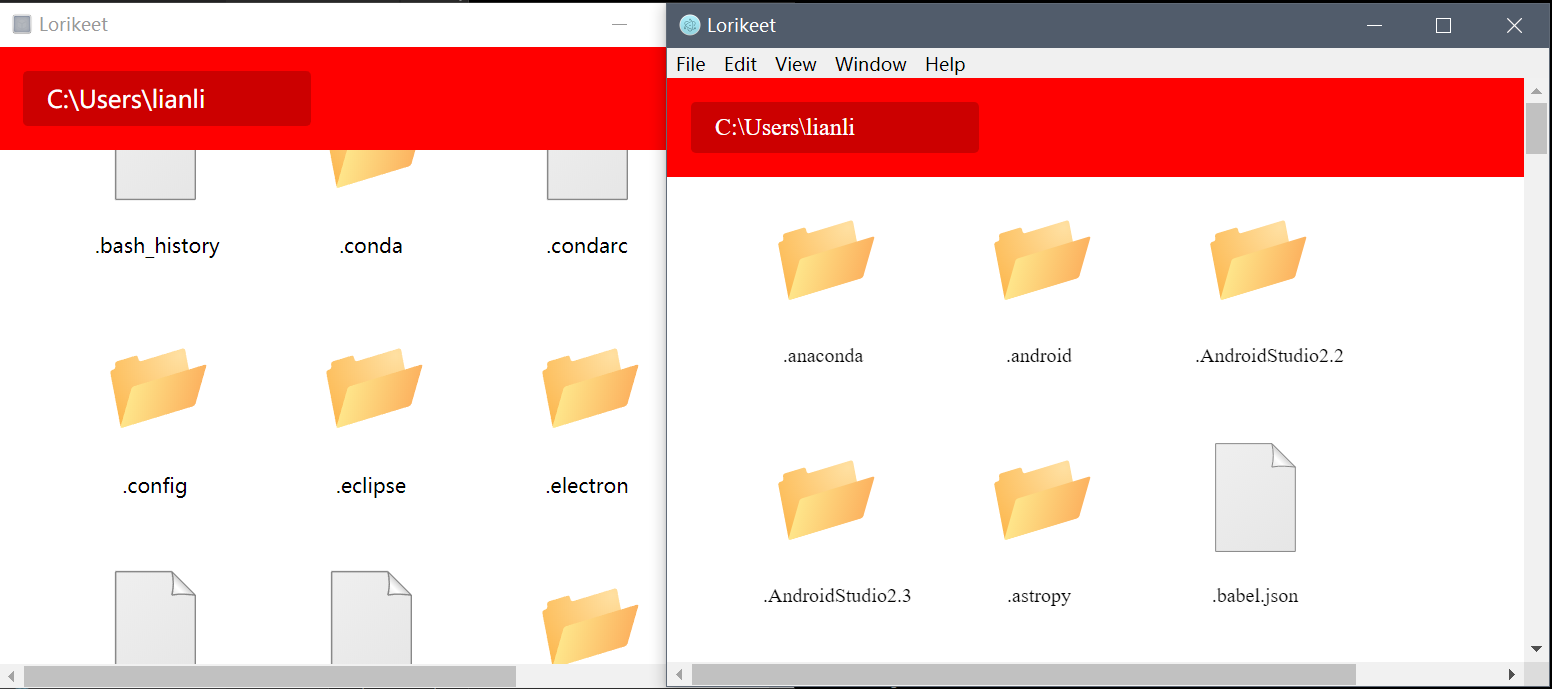 Lorikeet
C:\Users\lianli
.bash_history .conda .condarc
.config .eclipse .electron
Lorikeet
File Edit View Window Help
C:\Users\lianli
.anaconda .android .AndroidStudio2.2
.AndroidStudio2.3 .astropy .babel.json